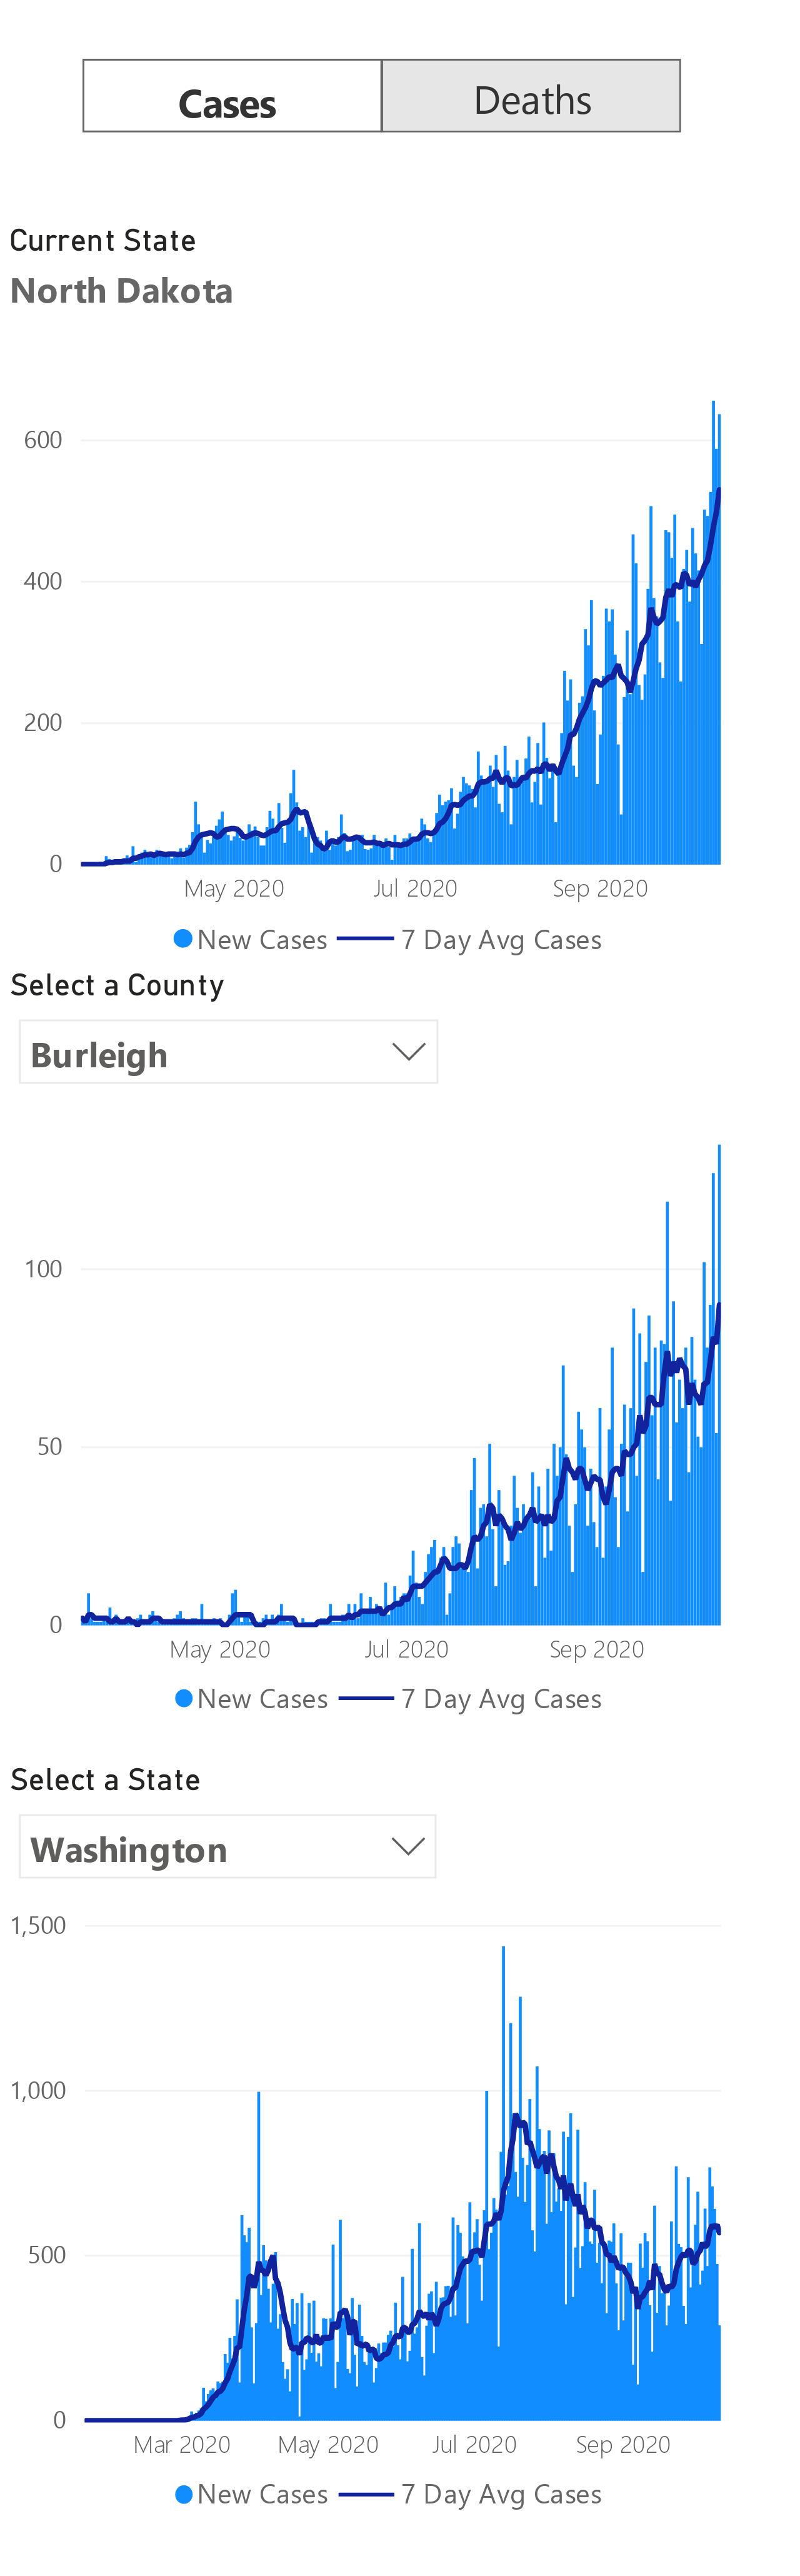 Cases Deaths
Current State
North Dakota
600
400
200
0
May 2020 Jul 2020 Sep 2020
New Cases 7 Day Avg Cases
Select a County
Burleigh
100
50
0
May 2020 Jul 2020 Sep 2020
New Cases 7 Day Avg Cases
Select a State
Washington
1,500
1,000
500
0
Mar 2020 May 2020 Jul 2020 Sep 2020
New Cases 7 Day Avg Cases